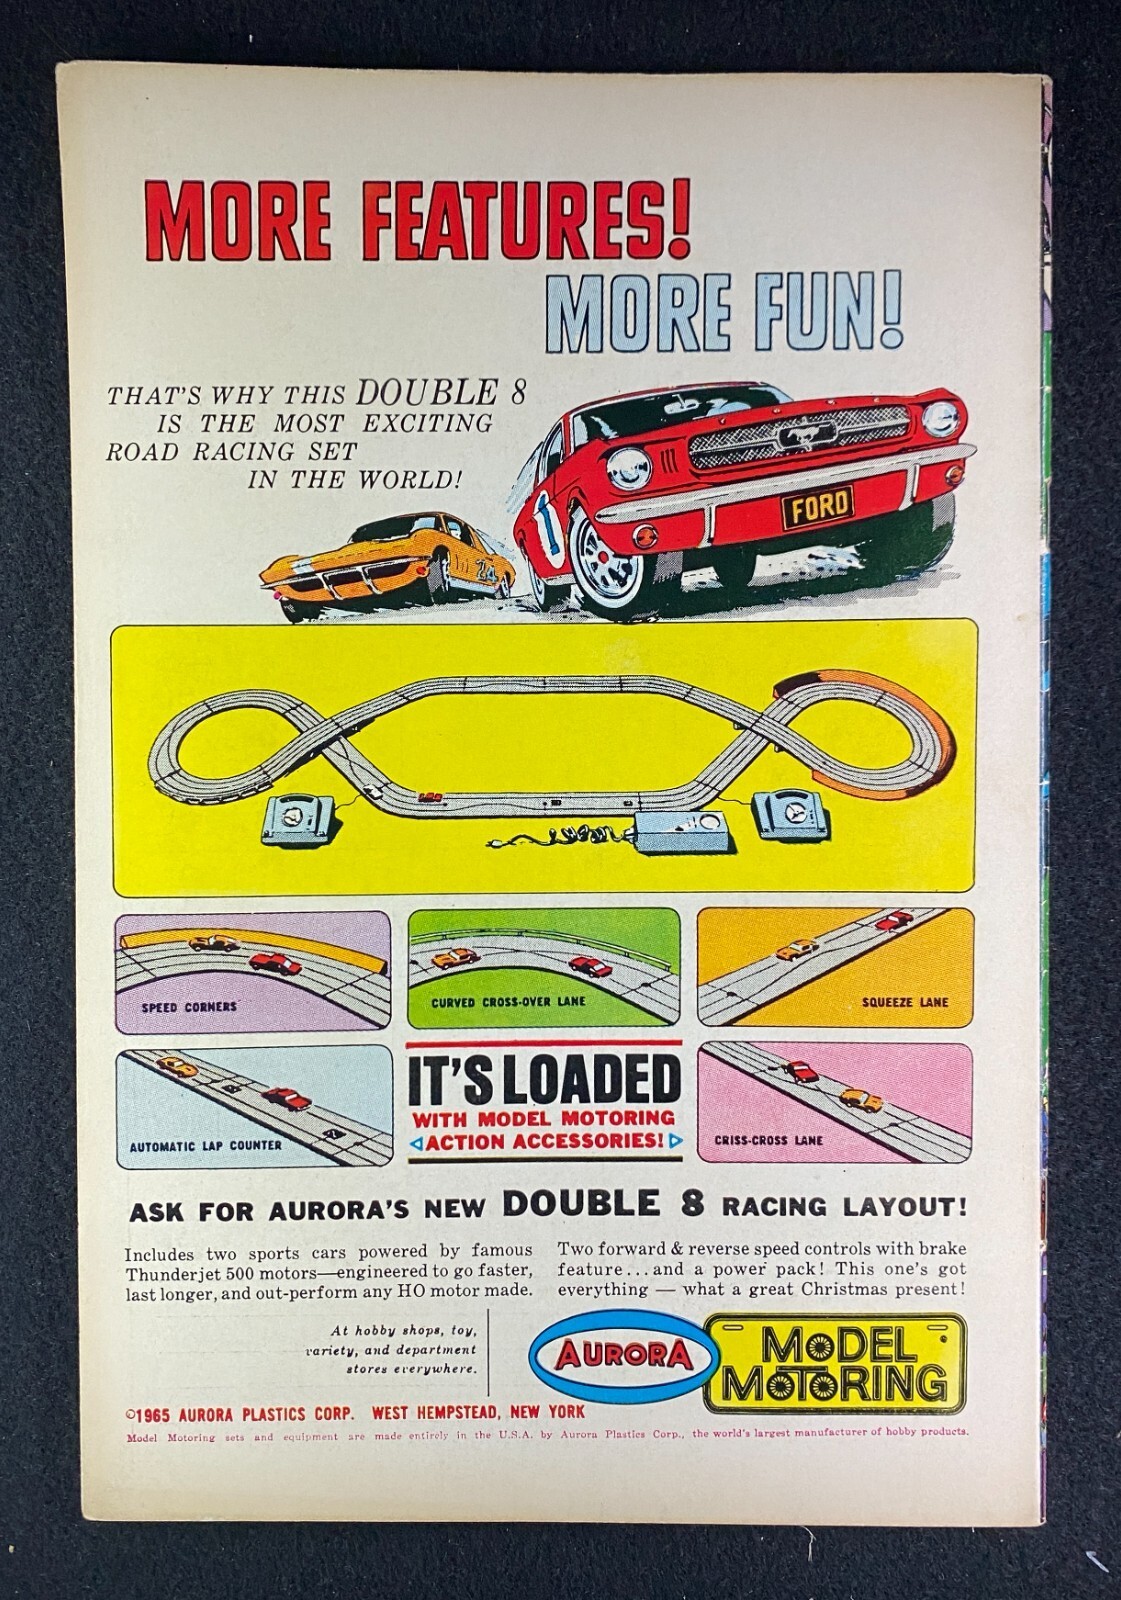 MORE FEATURES!
MORE FUN!
THAT'S WHY THIS DOUBLE 8
IS THE MOST EXCITING
ROAD RACING SET
IN THE WORLD!
FORD
1
24
SPEED CORNERS
CURVED CROSS-OVER LANE
SQUEEZE LANE
AUTOMATIC LAP COUNTER
IT'S LOADED
WITH MODEL MOTORING
ACTION ACCESSORIES!
CRISS-CROSS LANE
ASK FOR AURORA'S NEW DOUBLE 8 RACING LAYOUT!
Includes two sports cars powered by famous
Thunderjet 500 motors—engineered to go faster,
last longer, and out-perform any HO motor made.
Two forward & reverse speed controls with brake
feature...and a power pack! This one's got
everything — what a great Christmas present!
At hobby shops, toy,
variety, and department
stores everywhere.
AURORA
MODEL
MOTORING
©1965 AURORA PLASTICS CORP. WEST HEMPSTEAD, NEW YORK
Model Motoring sets and equipment are made entirely in the U.S.A. by Aurora Plastics Corp., the world's largest manufacturer of hobby products.